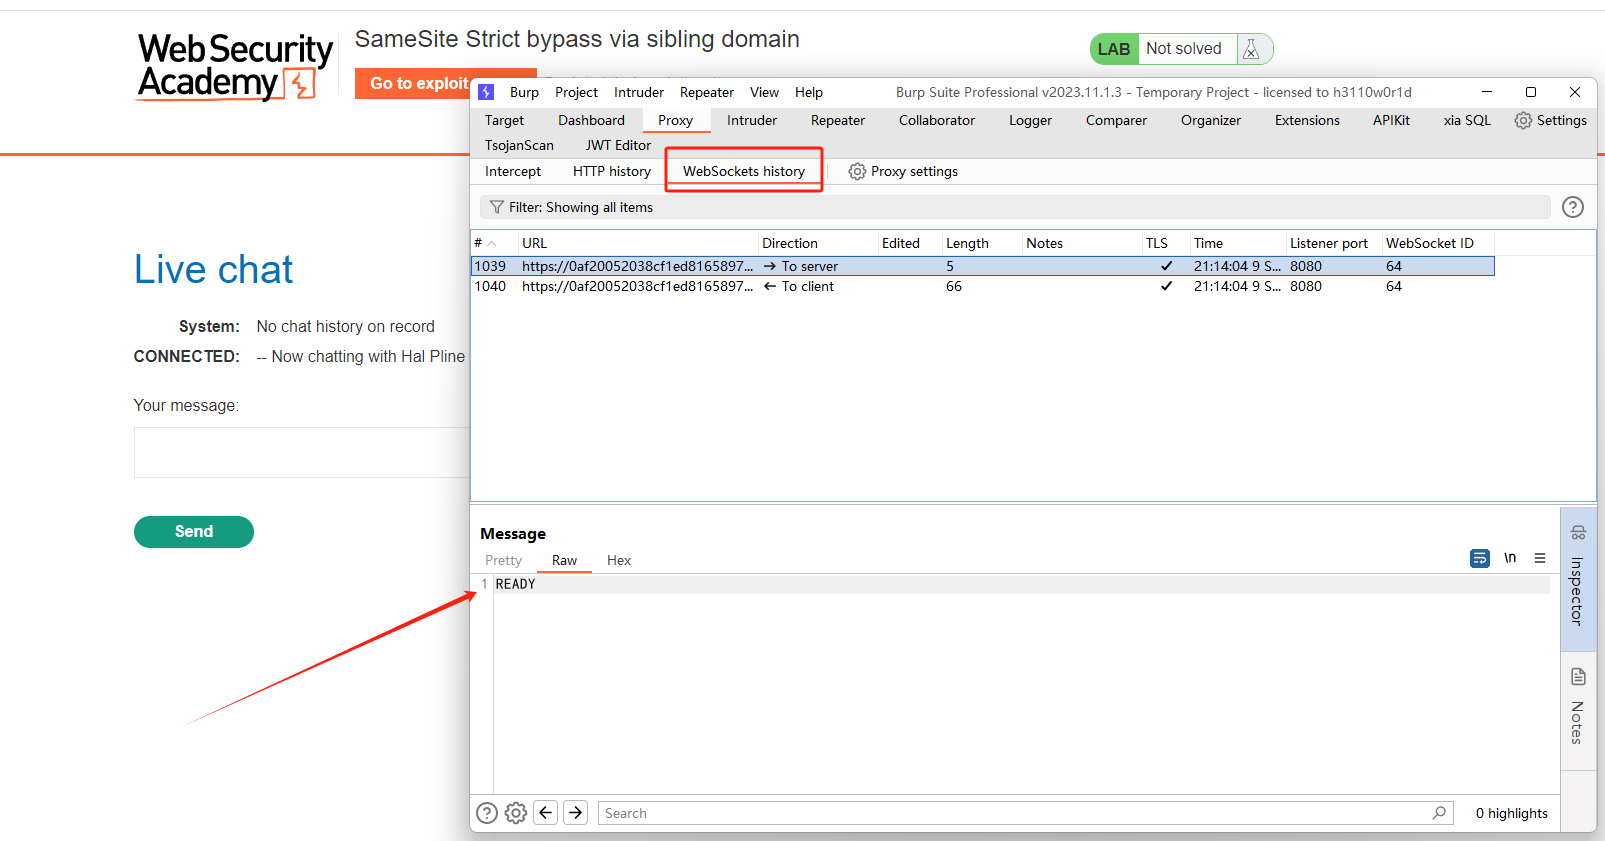 Web Security
Academy
SameSite Strict bypass via sibling domain
LAB Not solved
Go to exploit
Burp Project Intruder Repeater View Help
Burp Suite Professional v2023.11.1.3 - Temporary Project - licensed to h3110w0r1d
Target Dashboard Proxy Intruder Repeater Collaborator Logger Comparer Organizer Extensions APIKit xia SQL Settings
TsojanScan JWT Editor
Intercept HTTP history WebSockets history Proxy settings
Filter: Showing all items
# URL Direction Edited Length Notes TLS Time Listener port WebSocket ID
1039 https://0af20052038cf1ed8165897... → To server 5 ✓ 21:14:04 9 S... 8080 64
1040 https://0af20052038cf1ed8165897... ← To client 66 ✓ 21:14:04 9 S... 8080 64
Live chat
System: No chat history on record
CONNECTED: -- Now chatting with Hal Pline
Your message:
Send
Message
Pretty Raw Hex
\n
1 READY
Inspector
Notes
Search
0 highlights